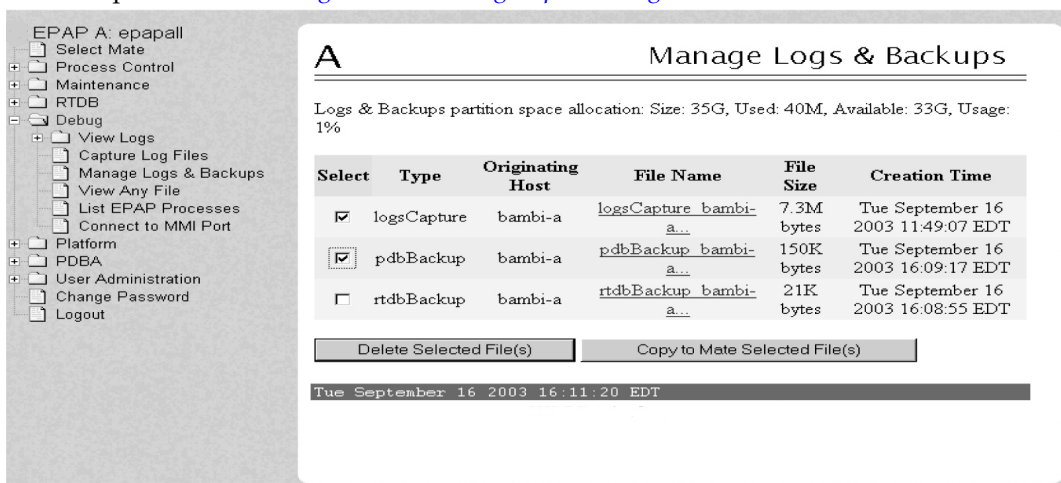 EPAP A: epapall
Select Mate
Process Control
Maintenance
RTDB
Debug
View Logs
Capture Log Files
Manage Logs & Backups
View Any File
List EPAP Processes
Connect to MMI Port
Platform
PDBA
User Administration
Change Password
Logout
A
Manage Logs & Backups
Logs & Backups partition space allocation: Size: 35G, Used: 40M, Available: 33G, Usage:
1%
Select Type Originating Host File Name File Size Creation Time
logsCapture bambi-a logsCapture_bambi-a... 7.3M bytes Tue September 16 2003 11:49:07 EDT
pdbBackup bambi-a pdbBackup_bambi-a... 150K bytes Tue September 16 2003 16:09:17 EDT
rtdbBackup bambi-a rtdbBackup_bambi-a... 21K bytes Tue September 16 2003 16:08:55 EDT
Delete Selected File(s) Copy to Mate Selected File(s)
Tue September 16 2003 16:11:20 EDT